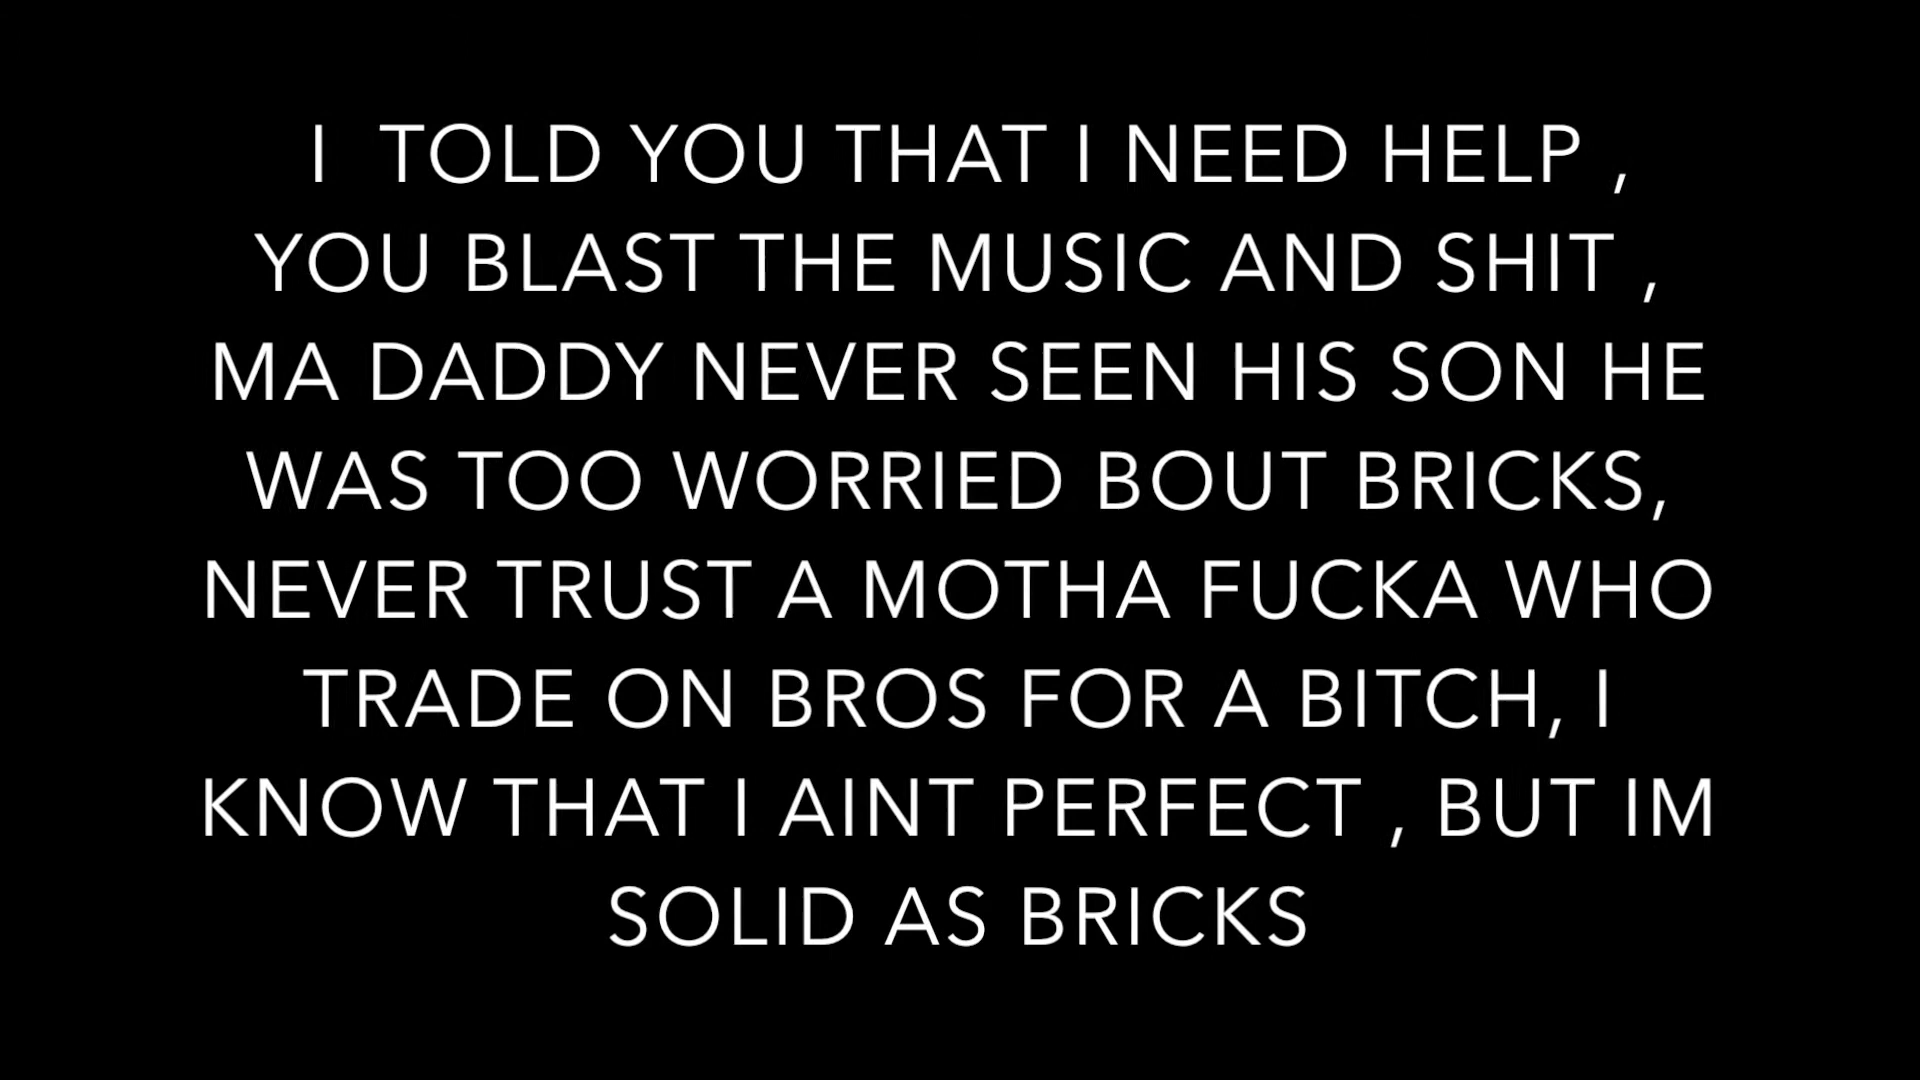 I  TOLD YOU THAT I NEED HELP ,
YOU BLAST THE MUSIC AND SHIT ,
MA DADDY NEVER SEEN HIS SON HE
WAS TOO WORRIED BOUT BRICKS,
NEVER TRUST A MOTHA FUCKA WHO
TRADE ON BROS FOR A BITCH, I
KNOW THAT I AINT PERFECT , BUT IM
SOLID AS BRICKS